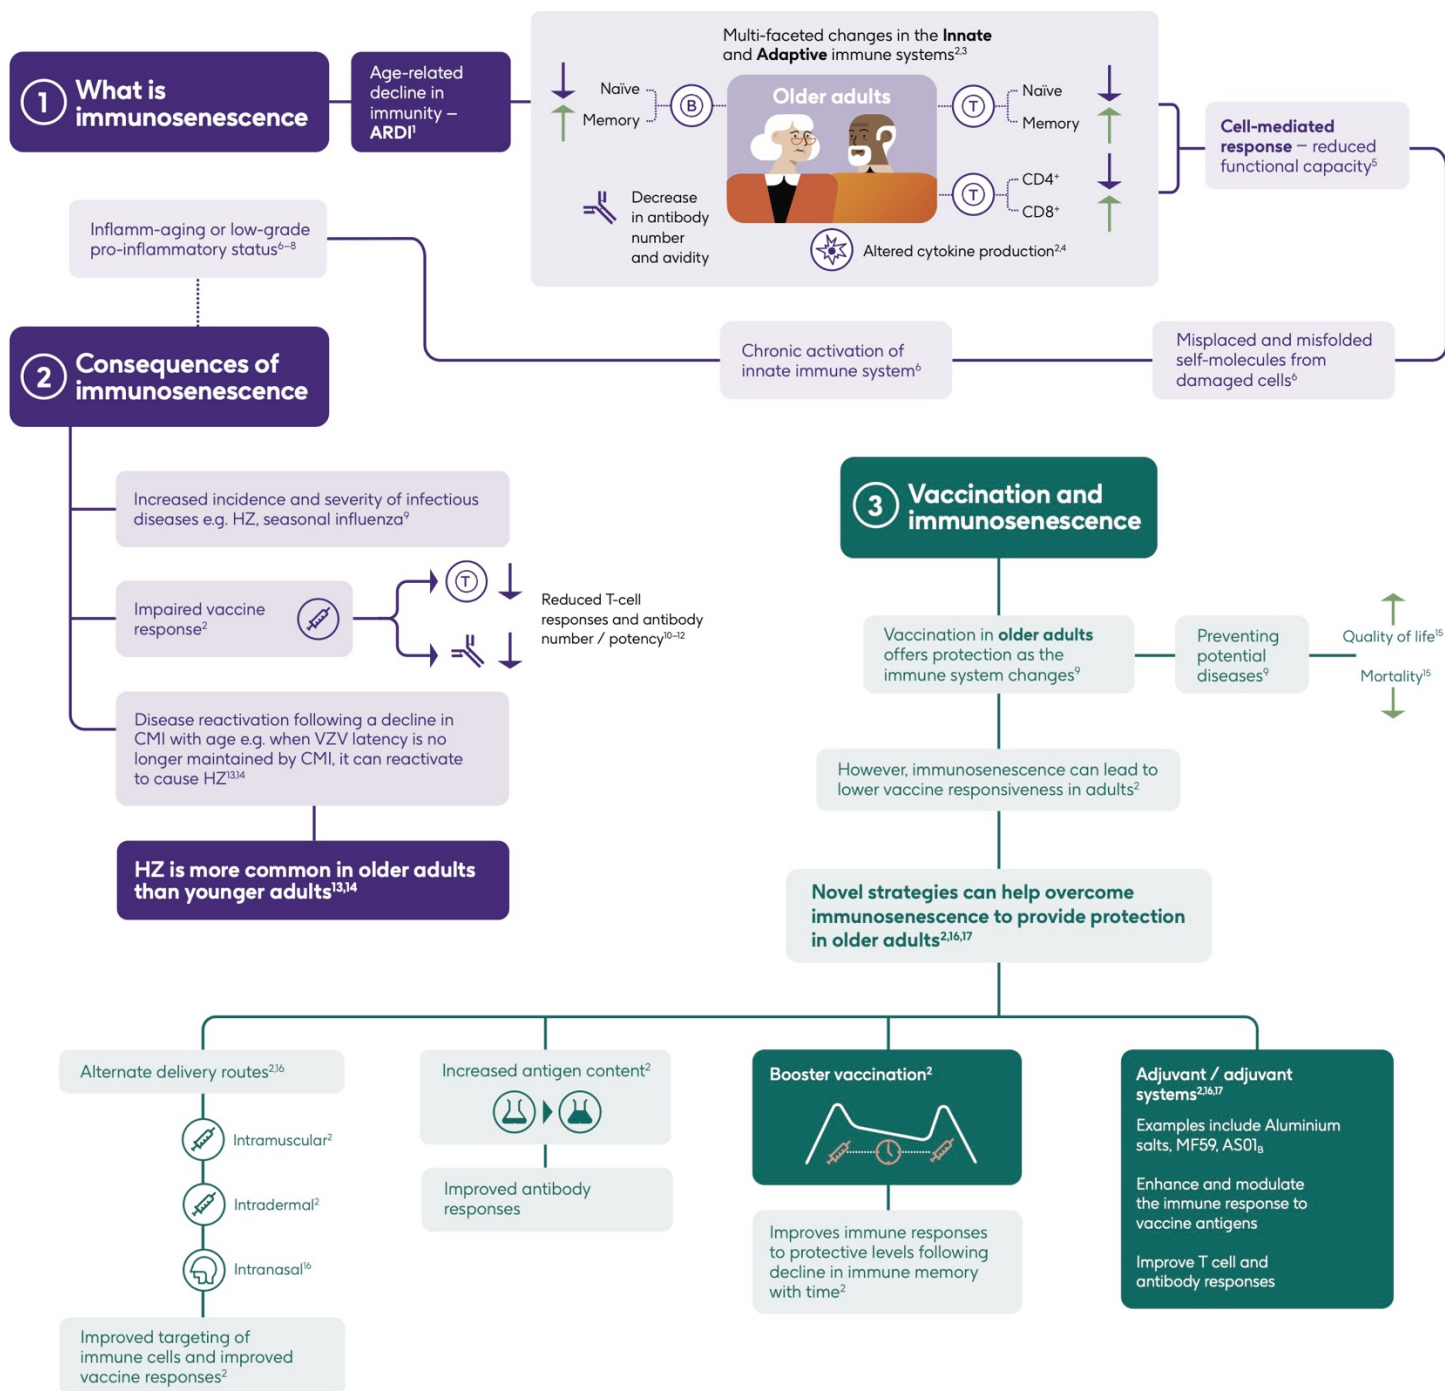 1
What is
immunosenescence
Age-related
decline in
immunity –
ARDI¹
Multi-faceted changes in the Innate
and Adaptive immune systems²,³
Naïve
Memory
B
Older adults
T
Naïve
Memory
T
CD4⁺
CD8⁺
Decrease
in antibody
number
and avidity
Altered cytokine production²,⁴
Cell-mediated
response – reduced
functional capacity⁵
Misplaced and misfolded
self-molecules from
damaged cells⁶
Chronic activation of
innate immune system⁶
Inflamm-aging or low-grade
pro-inflammatory status⁶⁻⁸
2
Consequences of
immunosenescence
Increased incidence and severity of infectious
diseases e.g. HZ, seasonal influenza⁹
Impaired vaccine
response²
T
Reduced T-cell
responses and antibody
number / potency¹⁰⁻¹²
Disease reactivation following a decline in
CMI with age e.g. when VZV latency is no
longer maintained by CMI, it can reactivate
to cause HZ¹³,¹⁴
HZ is more common in older adults
than younger adults¹³,¹⁴
3
Vaccination and
immunosenescence
Vaccination in older adults
offers protection as the
immune system changes⁹
Preventing
potential
diseases⁹
Quality of life¹⁵
Mortality¹⁵
However, immunosenescence can lead to
lower vaccine responsiveness in adults²
Novel strategies can help overcome
immunosenescence to provide protection
in older adults²,¹⁶,¹⁷
Alternate delivery routes²,¹⁶
Intramuscular²
Intradermal²
Intranasal¹⁶
Improved targeting of
immune cells and improved
vaccine responses²
Increased antigen content²
Improved antibody
responses
Booster vaccination²
Improves immune responses
to protective levels following
decline in immune memory
with time²
Adjuvant / adjuvant
systems²,¹⁶,¹⁷
Examples include Aluminium
salts, MF59, AS01B
Enhance and modulate
the immune response to
vaccine antigens
Improve T cell and
antibody responses